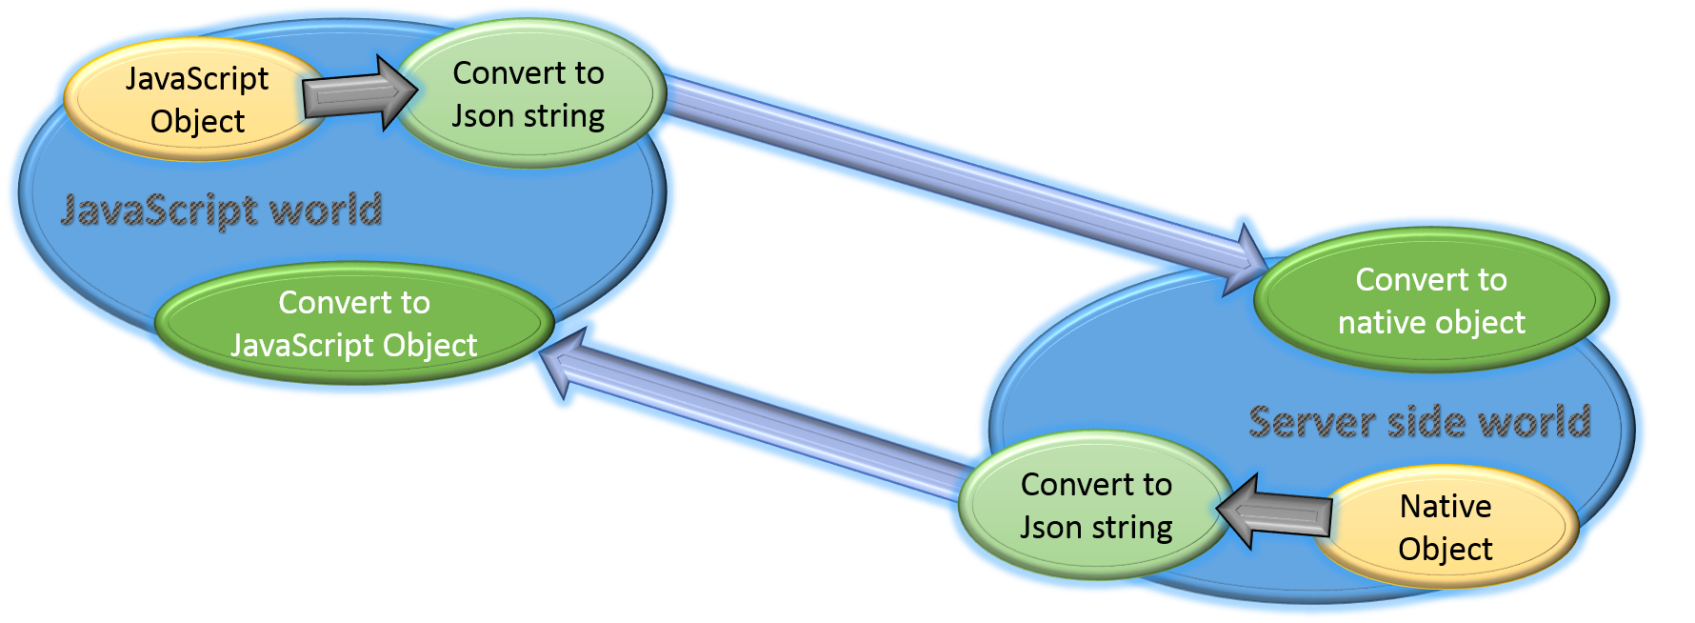 JavaScript
Object
Convert to
Json string
JavaScript world
Convert to
JavaScript Object
Convert to
native object
Server side world
Convert to
Json string
Native
Object